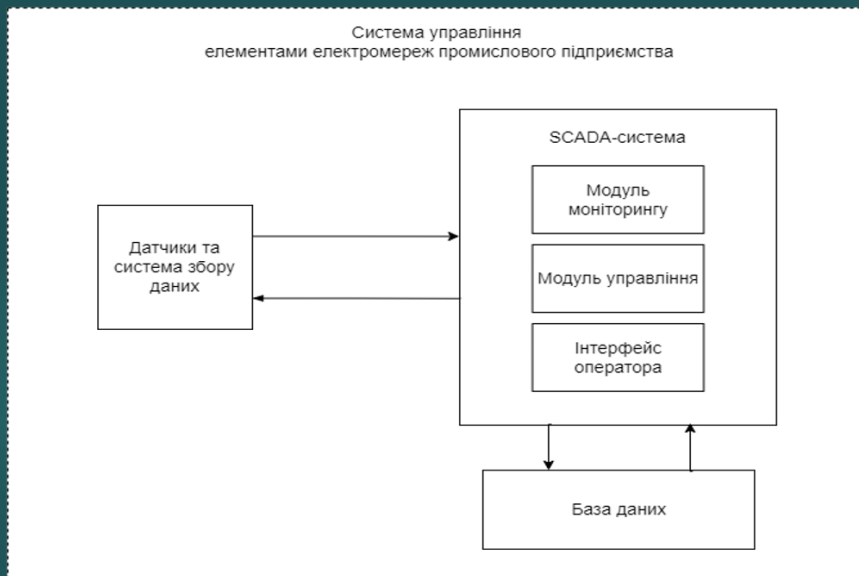 Система управління
елементами електромереж промислового підприємства
SCADA-система
Модуль
моніторингу
Датчики та
система збору
даних
Модуль управління
Інтерфейс
оператора
База даних